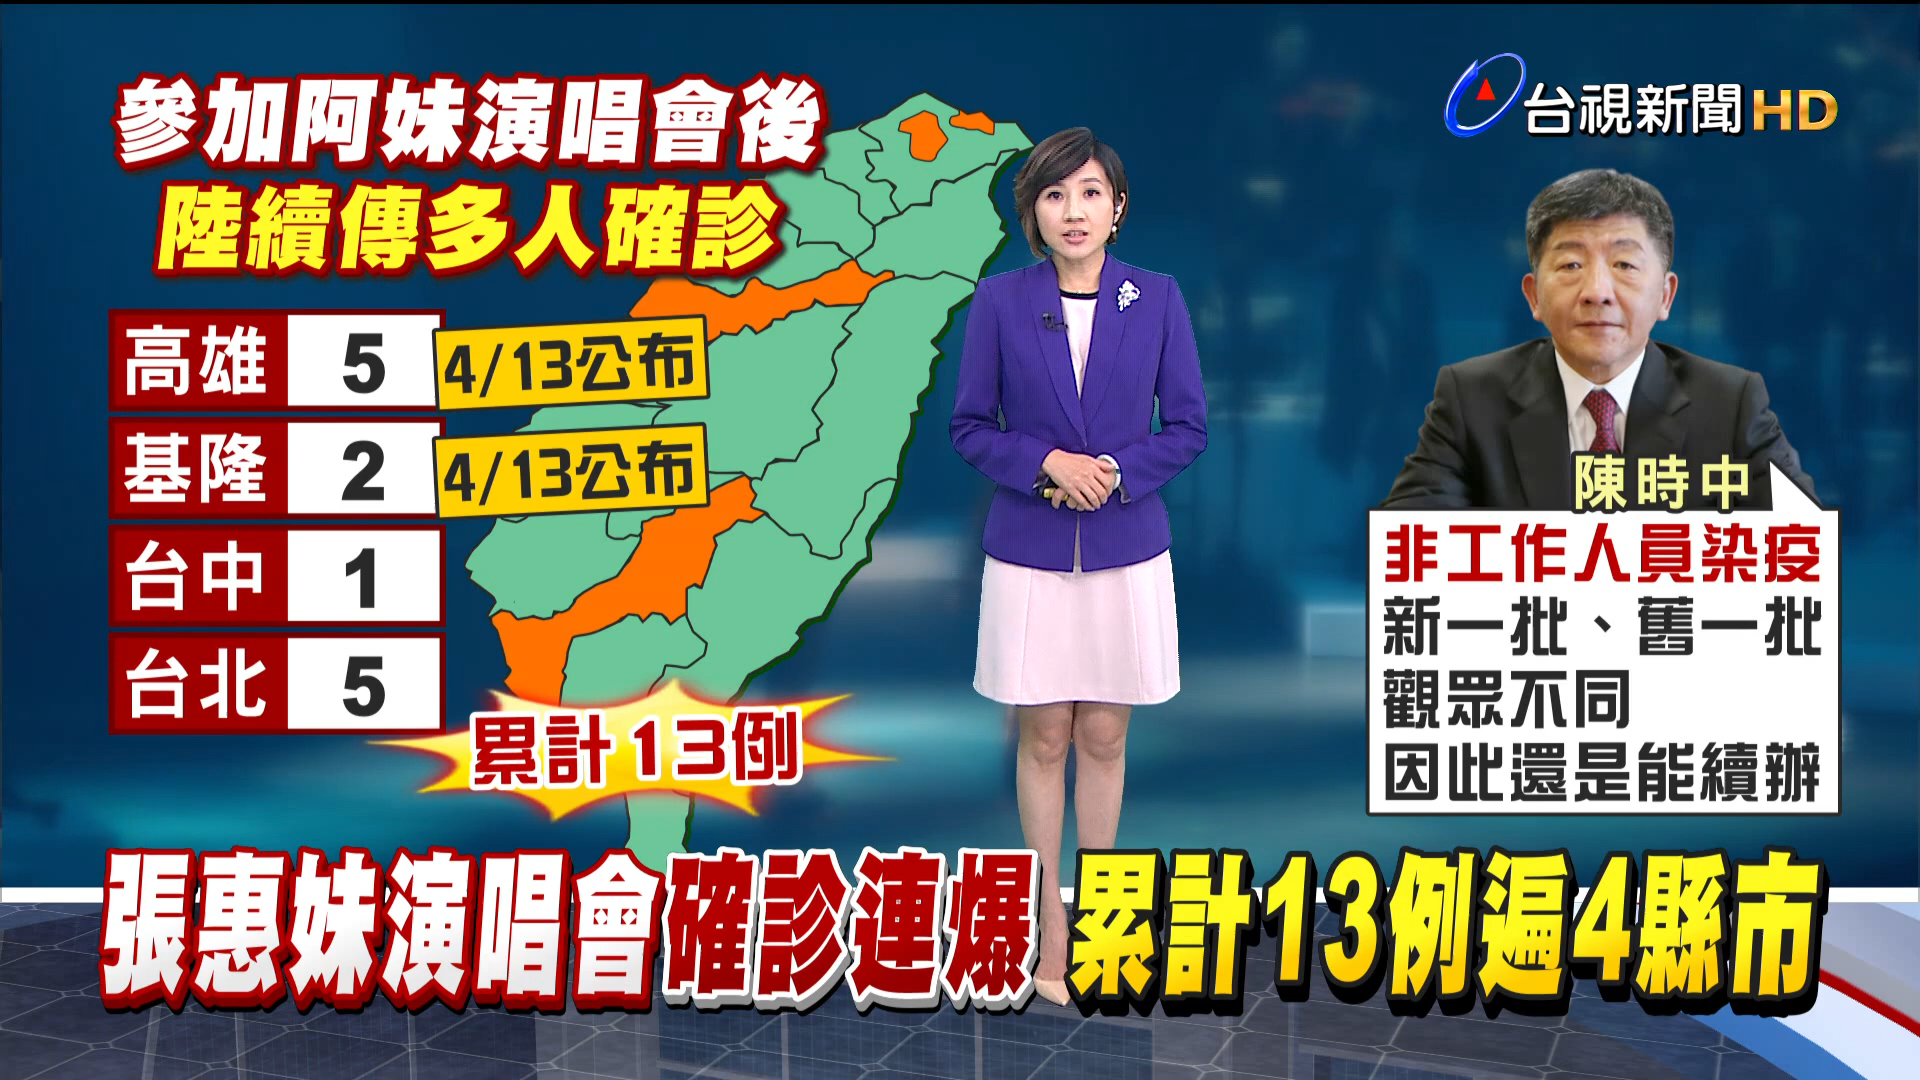 參加阿妹演唱會後
陸續傳多人確診
高雄 5 4/13公布
基隆 2 4/13公布
台中 1
台北 5
累計13例
台視新聞HD
陳時中
非工作人員染疫
新一批、舊一批
觀眾不同
因此還是能續辦
張惠妹演唱會確診連爆 累計13例遍4縣市